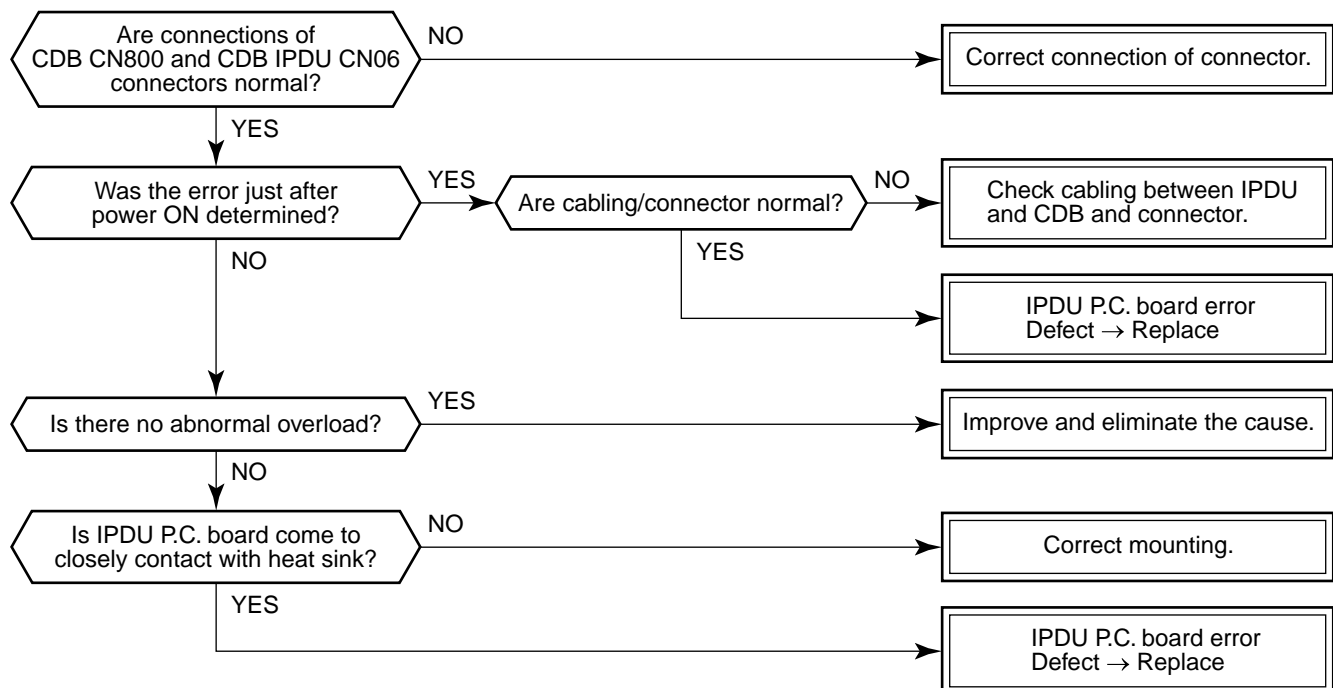 Are connections of
CDB CN800 and CDB IPDU CN06
connectors normal?
NO
Correct connection of connector.
YES
Was the error just after
power ON determined?
YES
Are cabling/connector normal?
NO
Check cabling between IPDU
and CDB and connector.
NO
YES
IPDU P.C. board error
Defect → Replace
Is there no abnormal overload?
YES
Improve and eliminate the cause.
NO
Is IPDU P.C. board come to
closely contact with heat sink?
NO
Correct mounting.
YES
IPDU P.C. board error
Defect → Replace